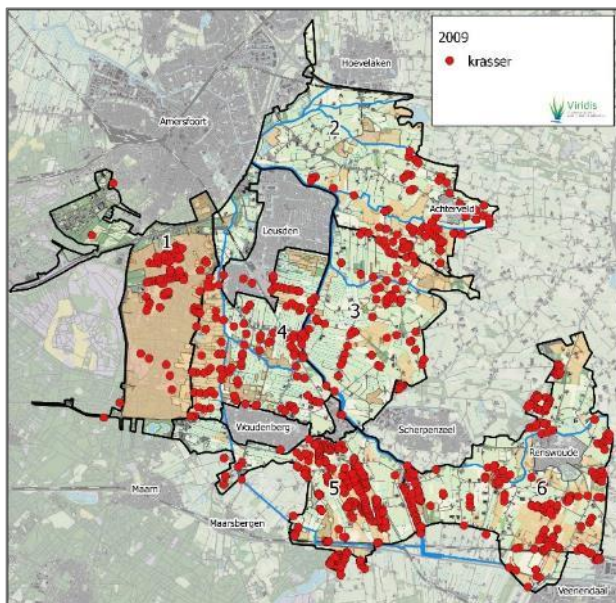 2009
krasser
Viridis
Hoevelaken
Amersfoort
2
Achterveld
Leusden
1
3
4
Woudenberg
Scherpenzeel
Renswoude
Maarn
5
6
Maarsbergen
Veenendaal